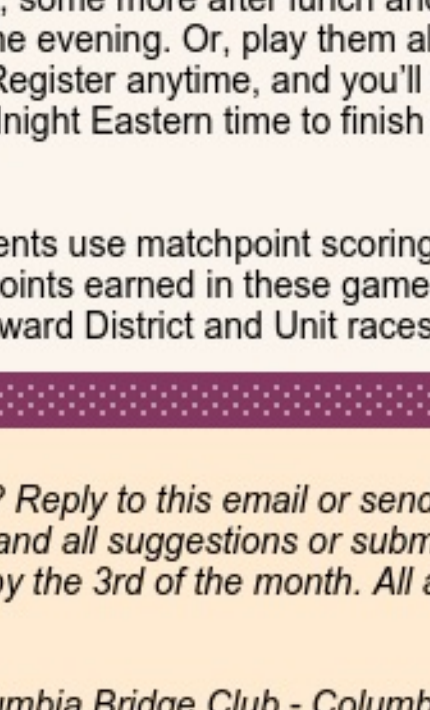 , some more after lunch and
he evening. Or, play them al
Register anytime, and you'll
night Eastern time to finish
ents use matchpoint scoring
oints earned in these game
ward District and Unit races
? Reply to this email or send
and all suggestions or subm
by the 3rd of the month. All a
umbia Bridge Club - Columb